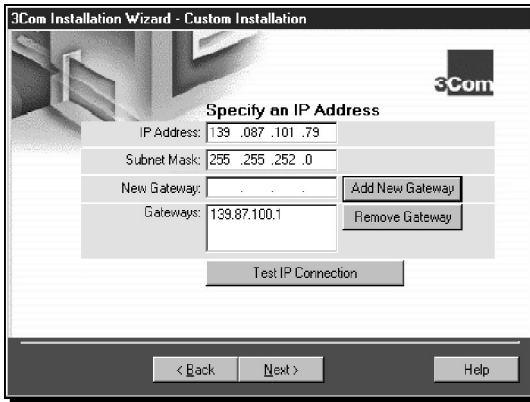 3Com Installation Wizard - Custom Installation
3Com
Specify an IP Address
IP Address: 139 .087 .101 .79
Subnet Mask: 255 .255 .252 .0
New Gateway: . . . Add New Gateway
Gateways: 139.87.100.1 Remove Gateway
Test IP Connection
< Back Next > Help